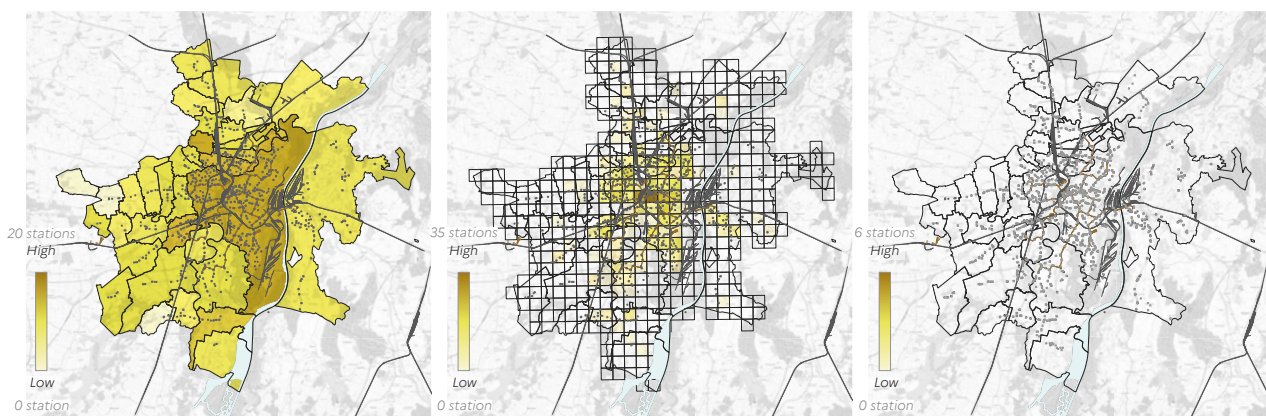 20 stations
High
Low
0 station
35 stations
High
Low
0 station
6 stations
High
Low
0 station